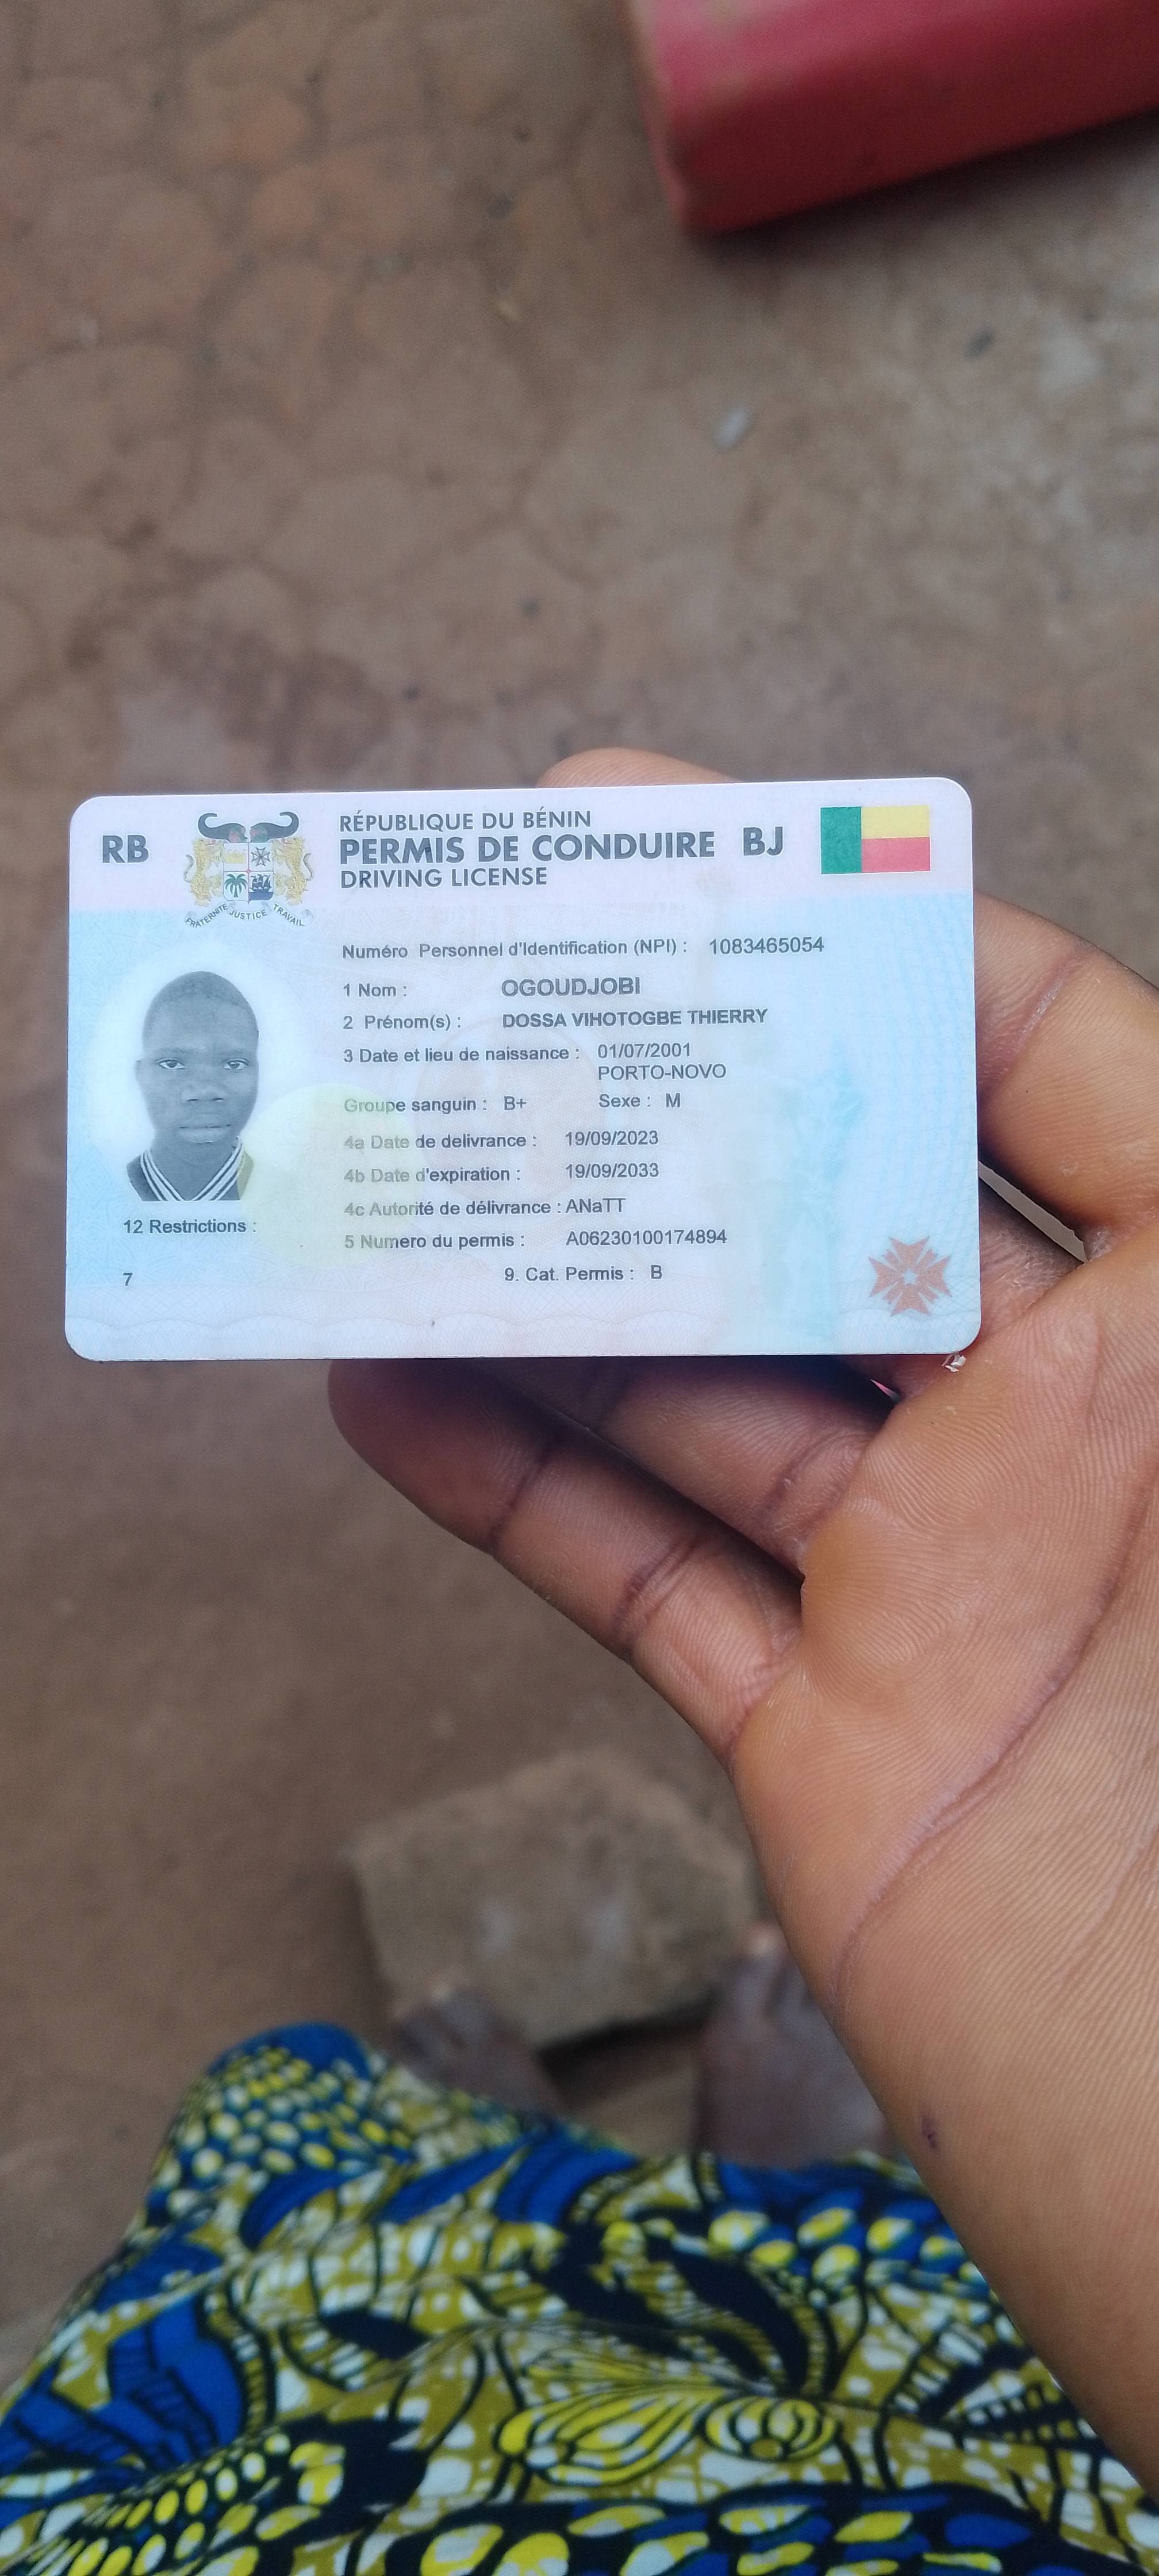 RB
FRATERNITÉ JUSTICE TRAVAIL
RÉPUBLIQUE DU BÉNIN
PERMIS DE CONDUIRE BJ
DRIVING LICENSE
Numéro Personnel d'Identification (NPI) : 1083465054
1 Nom : OGOUDJOBI
2 Prénom(s) : DOSSA VIHOTOGBE THIERRY
3 Date et lieu de naissance : 01/07/2001
PORTO-NOVO
Groupe sanguin : B+ Sexe : M
4a Date de delivrance : 19/09/2023
4b Date d'expiration : 19/09/2033
4c Autorité de délivrance : ANaTT
12 Restrictions :
5 Numero du permis : A06230100174894
7
9. Cat. Permis : B